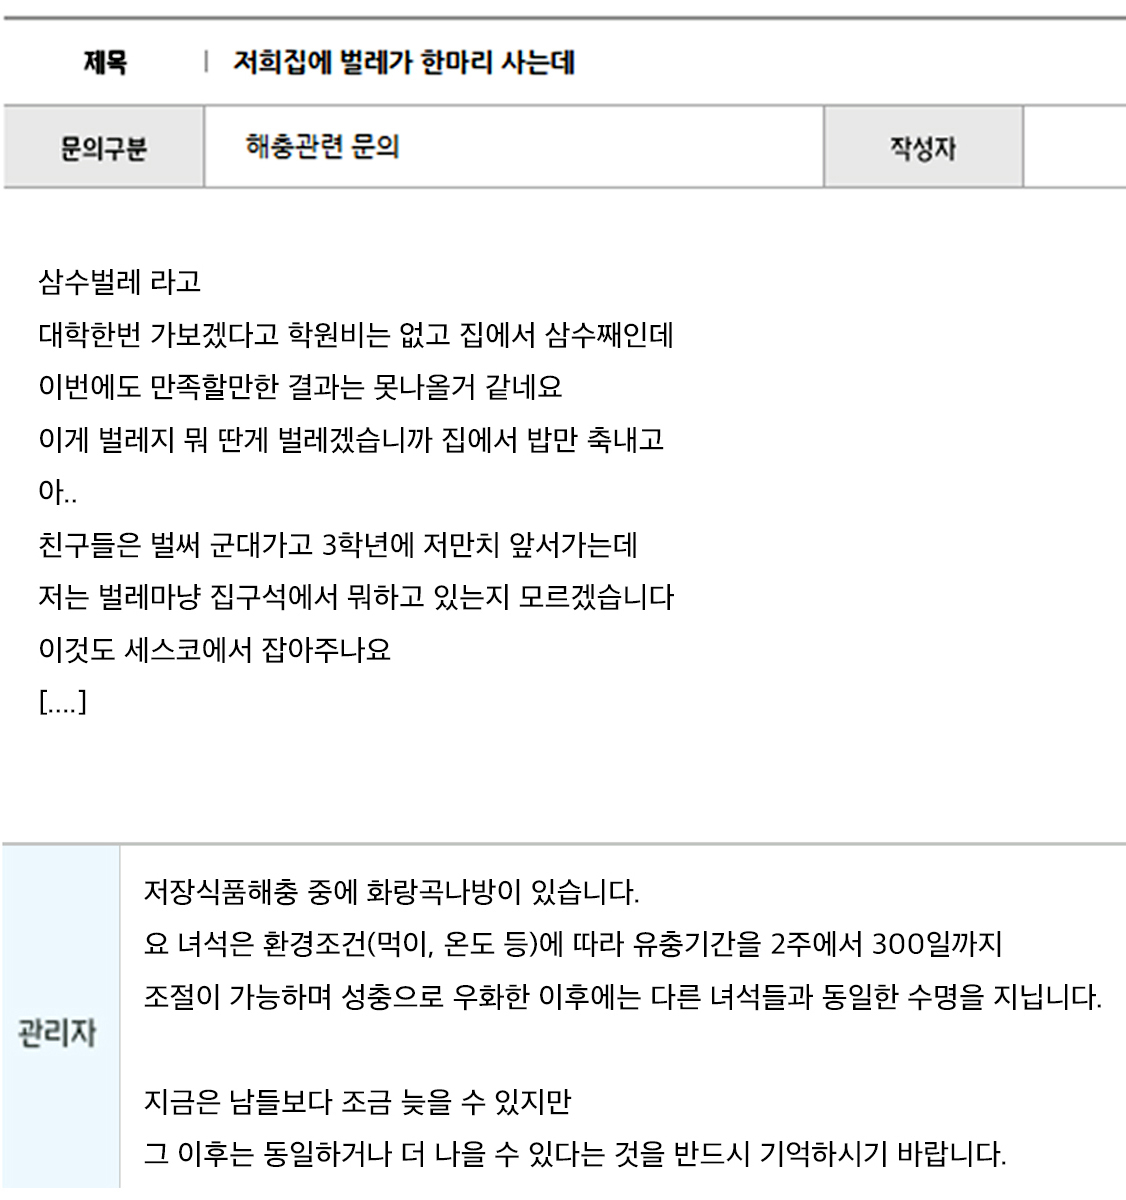 제목 | 저희집에 벌레가 한마리 사는데
문의구분 해충관련 문의 작성자
삼수벌레 라고
대학한번 가보겠다고 학원비는 없고 집에서 삼수째인데
이번에도 만족할만한 결과는 못나올거 같네요
이게 벌레지 뭐 딴게 벌레겠습니까 집에서 밥만 축내고
아..
친구들은 벌써 군대가고 3학년에 저만치 앞서가는데
저는 벌레마냥 집구석에서 뭐하고 있는지 모르겠습니다
이것도 세스코에서 잡아주나요
[....]
관리자
저장식품해충 중에 화랑곡나방이 있습니다.
요 녀석은 환경조건(먹이, 온도 등)에 따라 유충기간을 2주에서 300일까지
조절이 가능하며 성충으로 우화한 이후에는 다른 녀석들과 동일한 수명을 지닙니다.
지금은 남들보다 조금 늦을 수 있지만
그 이후는 동일하거나 더 나을 수 있다는 것을 반드시 기억하시기 바랍니다.